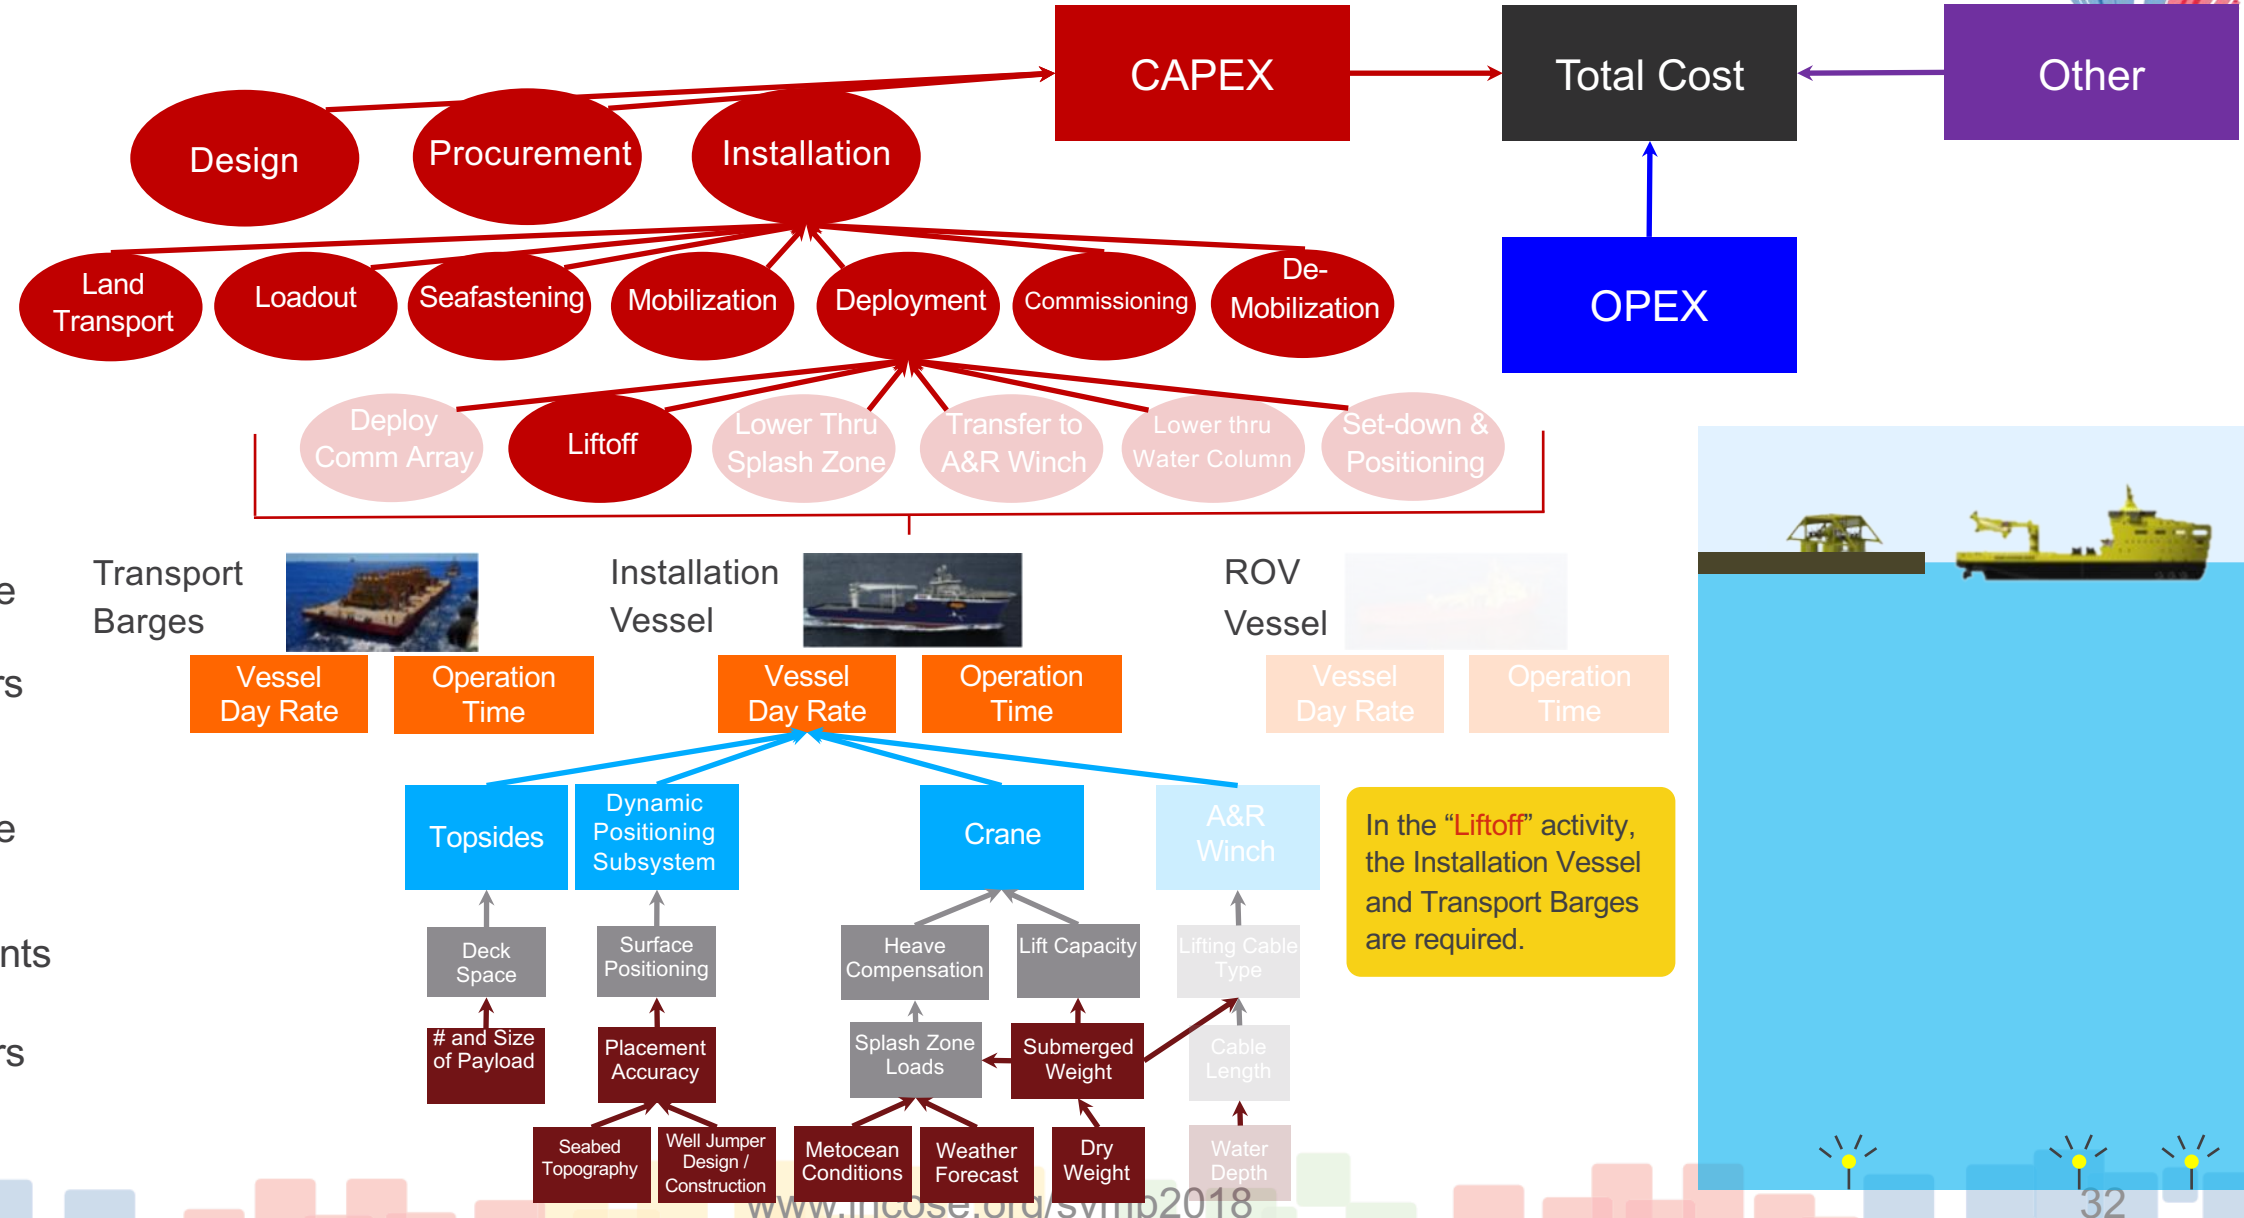 CAPEX
Total Cost
Other
Design
Procurement
Installation
OPEX
Land
Transport
Loadout
Seafastening
Mobilization
Deployment
Commissioning
De-
Mobilization
Deploy
Comm Array
Liftoff
Lower Thru
Splash Zone
Transfer to
A&R Winch
Lower thru
Water Column
Set-down &
Positioning
Transport
Barges
Installation
Vessel
ROV
Vessel
Vessel
Day Rate
Operation
Time
Vessel
Day Rate
Operation
Time
Vessel
Day Rate
Operation
Time
Topsides
Dynamic
Positioning
Subsystem
Crane
A&R
Winch
In the “Liftoff” activity,
the Installation Vessel
and Transport Barges
are required.
Deck
Space
Surface
Positioning
Heave
Compensation
Lift Capacity
Lifting Cable
Type
# and Size
of Payload
Placement
Accuracy
Splash Zone
Loads
Submerged
Weight
Cable
Length
Seabed
Topography
Well Jumper
Design /
Construction
Metocean
Conditions
Weather
Forecast
Dry
Weight
Water
Depth
www.incose.org/symp2018
32